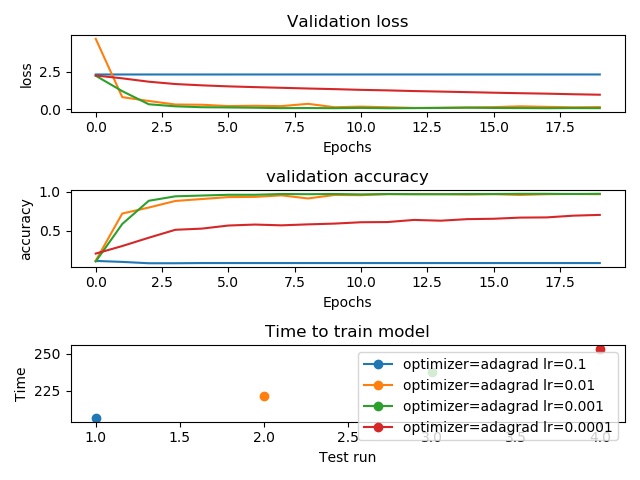 Validation loss
2.5
0.0
loss
0.0 2.5 5.0 7.5 10.0 12.5 15.0 17.5
Epochs
validation accuracy
1.0
0.5
accuracy
0.0 2.5 5.0 7.5 10.0 12.5 15.0 17.5
Epochs
Time to train model
250
225
Time
optimizer=adagrad lr=0.1
optimizer=adagrad lr=0.01
optimizer=adagrad lr=0.001
optimizer=adagrad lr=0.0001
1.0 1.5 2.0 2.5 3.0 3.5 4.0
Test run